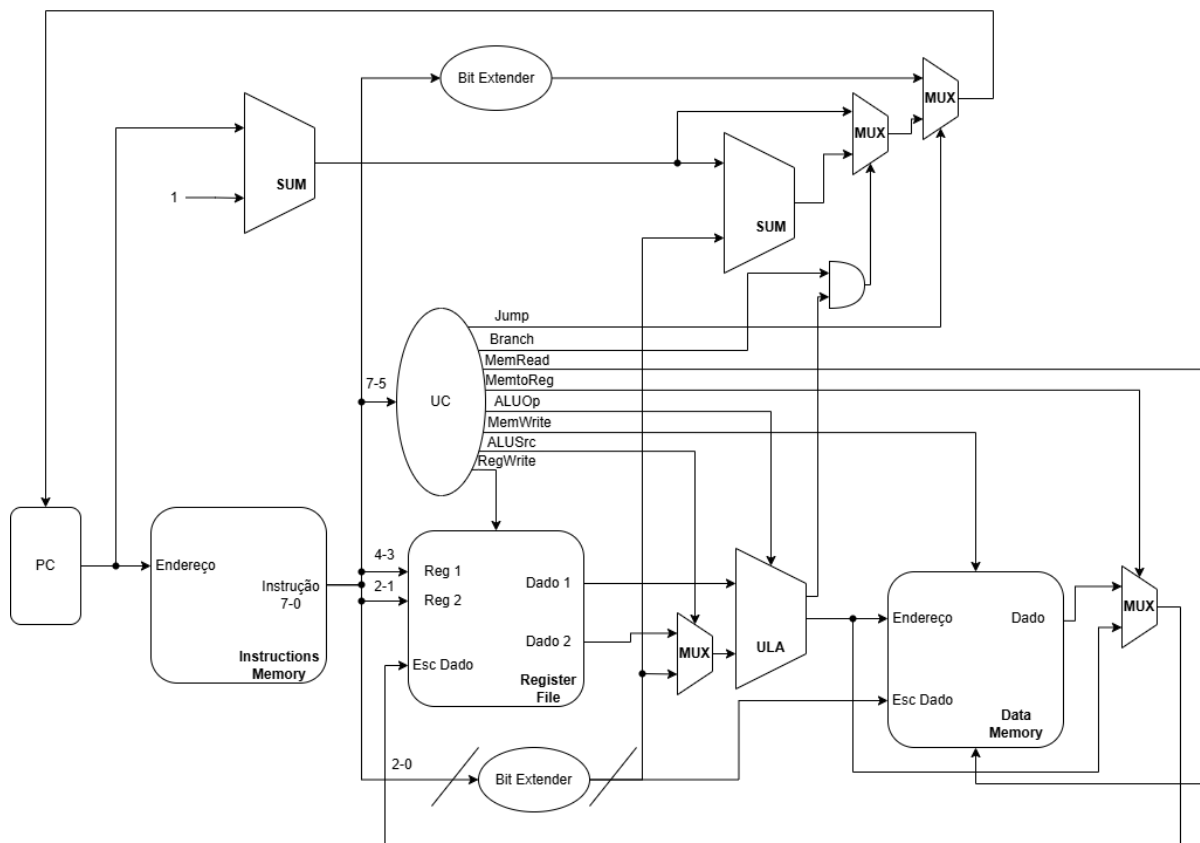 Bit Extender
MUX
MUX
SUM
1
SUM
Jump
Branch
MemRead
MemtoReg
ALUOp
MemWrite
ALUSrc
RegWrite
7-5
UC
PC
Endereço
Instrução
7-0
Instructions
Memory
4-3
2-1
Reg 1
Reg 2
Esc Dado
Dado 1
Dado 2
Register
File
MUX
ULA
Endereço
Dado
Esc Dado
Data
Memory
MUX
2-0
Bit Extender